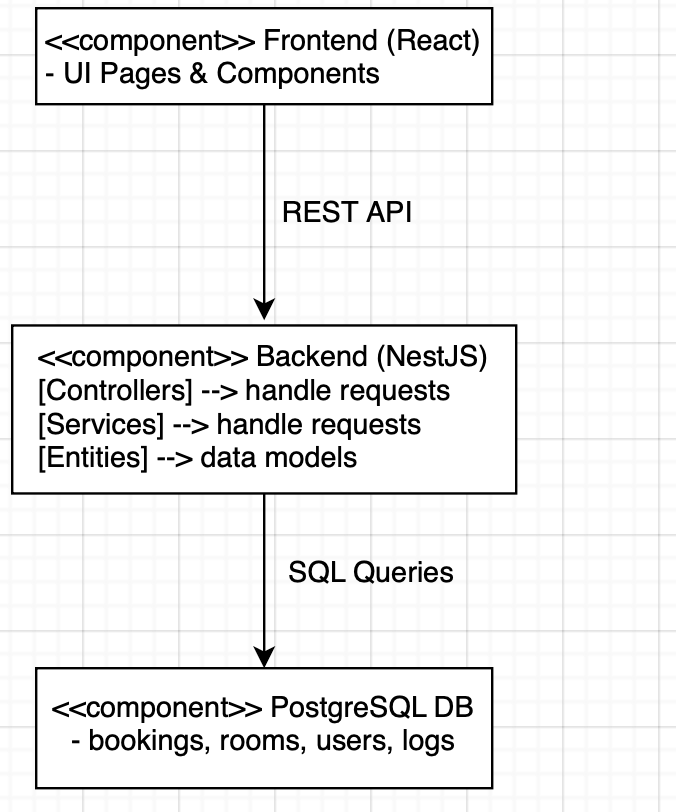 <<component>> Frontend (React)
- UI Pages & Components
REST API
<<component>> Backend (NestJS)
[Controllers] --> handle requests
[Services] --> handle requests
[Entities] --> data models
SQL Queries
<<component>> PostgreSQL DB
- bookings, rooms, users, logs